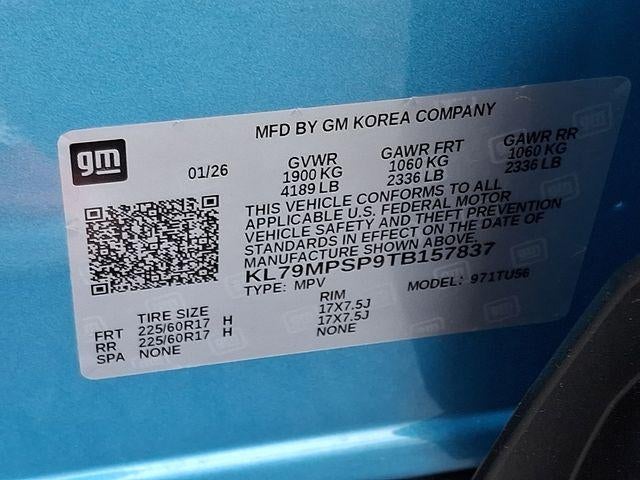 gm
MFD BY GM KOREA COMPANY
01/26
GVWR
1900 KG
4189 LB
GAWR FRT
1060 KG
2336 LB
GAWR RR
1060 KG
2336 LB
THIS VEHICLE CONFORMS TO ALL
APPLICABLE U.S. FEDERAL MOTOR
VEHICLE SAFETY AND THEFT PREVENTION
STANDARDS IN EFFECT ON THE DATE OF
MANUFACTURE SHOWN ABOVE.
KL79MPSP9TB157837
TYPE: MPV
MODEL: 971TU56
TIRE SIZE
RIM
FRT 225/60R17 H 17X7.5J
RR 225/60R17 H 17X7.5J
SPA NONE NONE